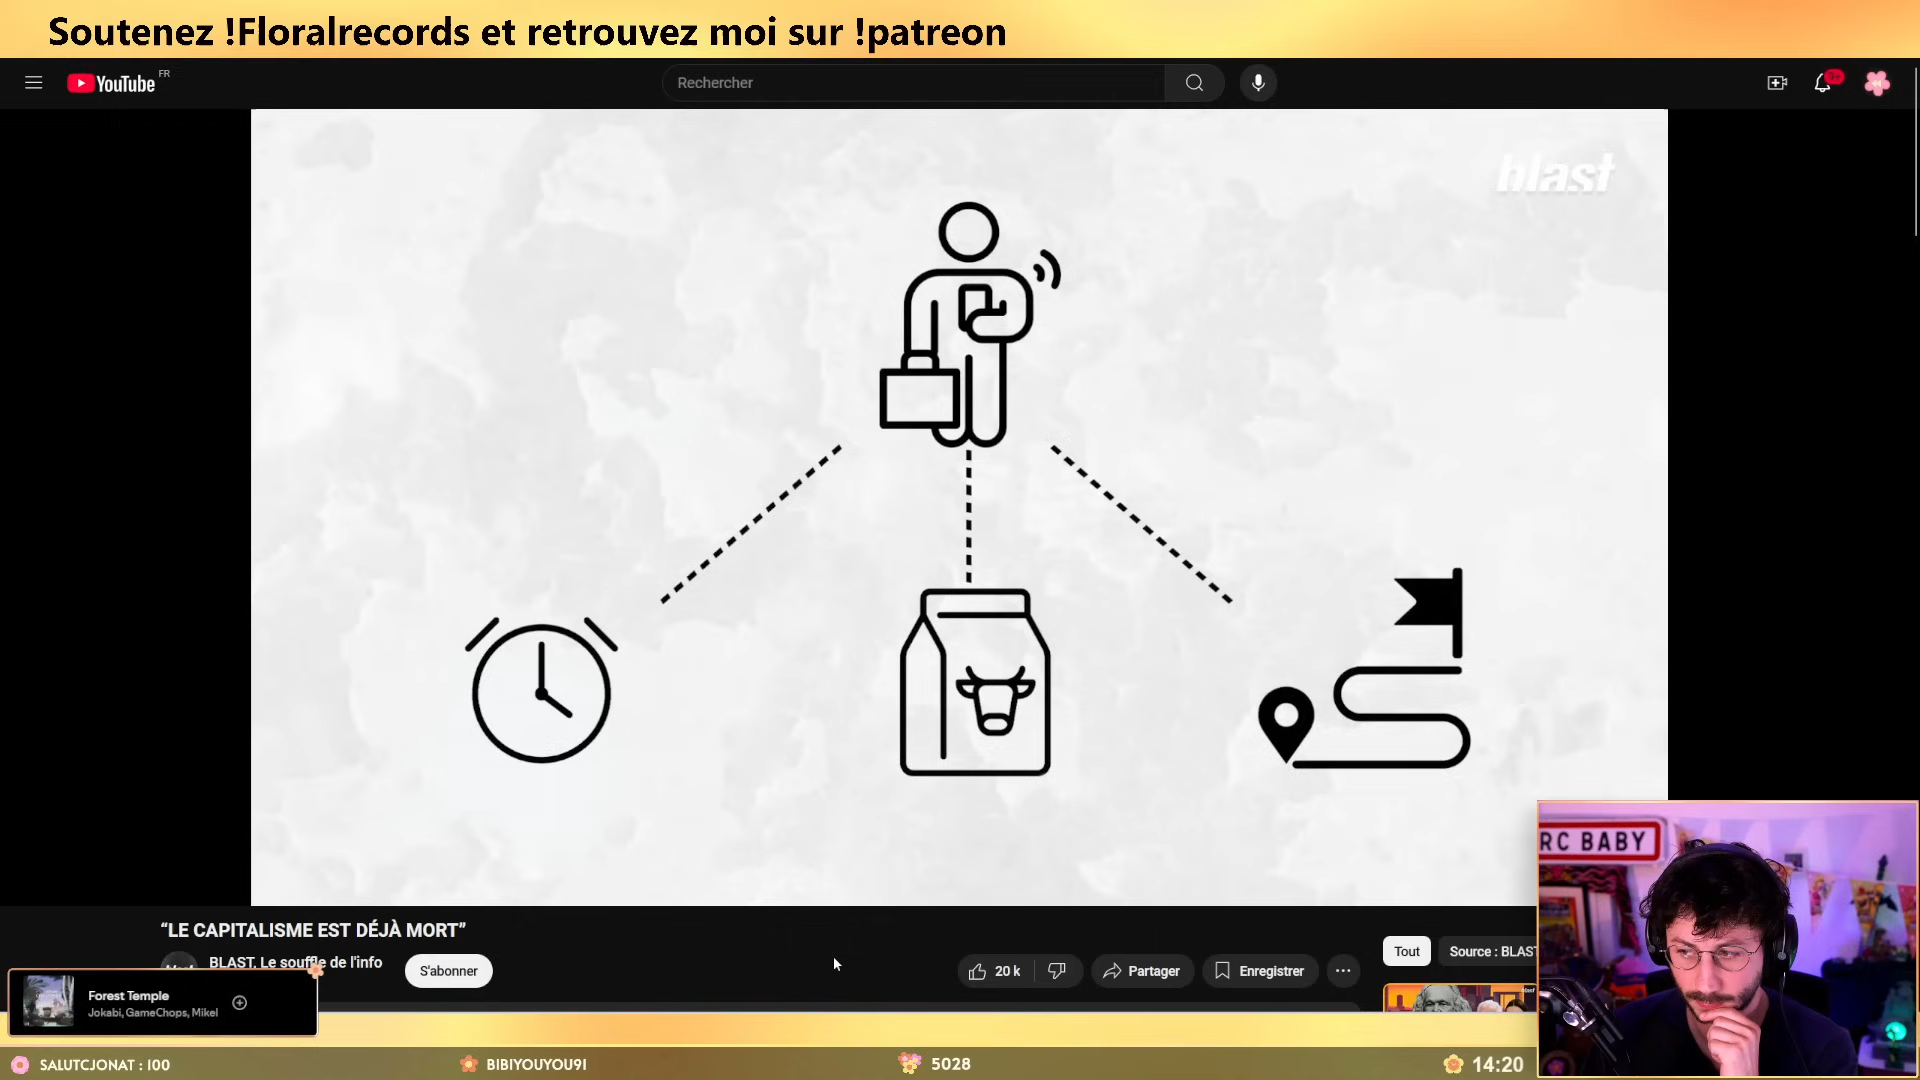 Soutenez !Floralrecords et retrouvez moi sur !patreon
YouTube FR
Rechercher
9+
blast
RC BABY
“LE CAPITALISME EST DÉJÀ MORT”
BLAST, Le souffle de l'info
S'abonner
20 k
Partager
Enregistrer
Tout
Source : BLAST
Forest Temple
Jokabi, GameChops, Mikel
SALUTCJONAT : 100
BIBIYOUYOU91
5028
14:20